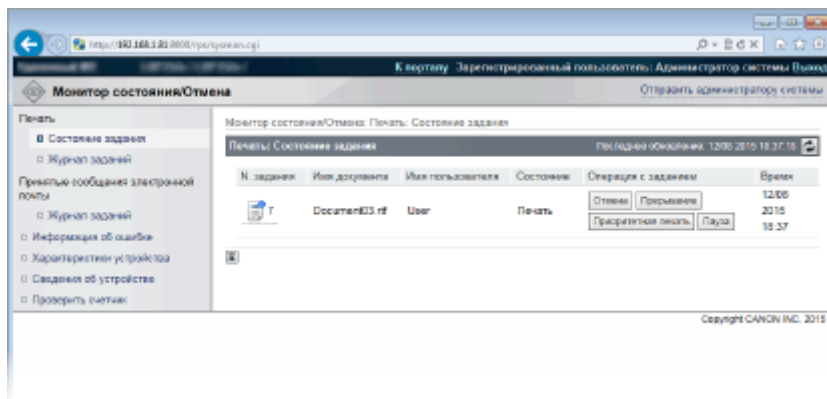 К порталу Зарегистрированный пользователь: Администратор системы Выход
Монитор состояния/Отмена
Отправить администратору системы
Печать
Состояние задания
Журнал заданий
Принятые сообщения электронной
почты
Журнал заданий
Информация об ошибке
Характеристики устройства
Сведения об устройстве
Проверить счетчик
Монитор состояния/Отмена: Печать: Состояние задания
Печать: Состояние задания
Последнее обновление: 12/08 2015 18:37:18
N. задания Имя документа Имя пользователя Состояние Операция с заданием Время
7 Document03.rtf User Печать
Отмена Прерывание
Приоритетная печать Пауза
12/08
2015
18:37
Copyright CANON INC. 2015